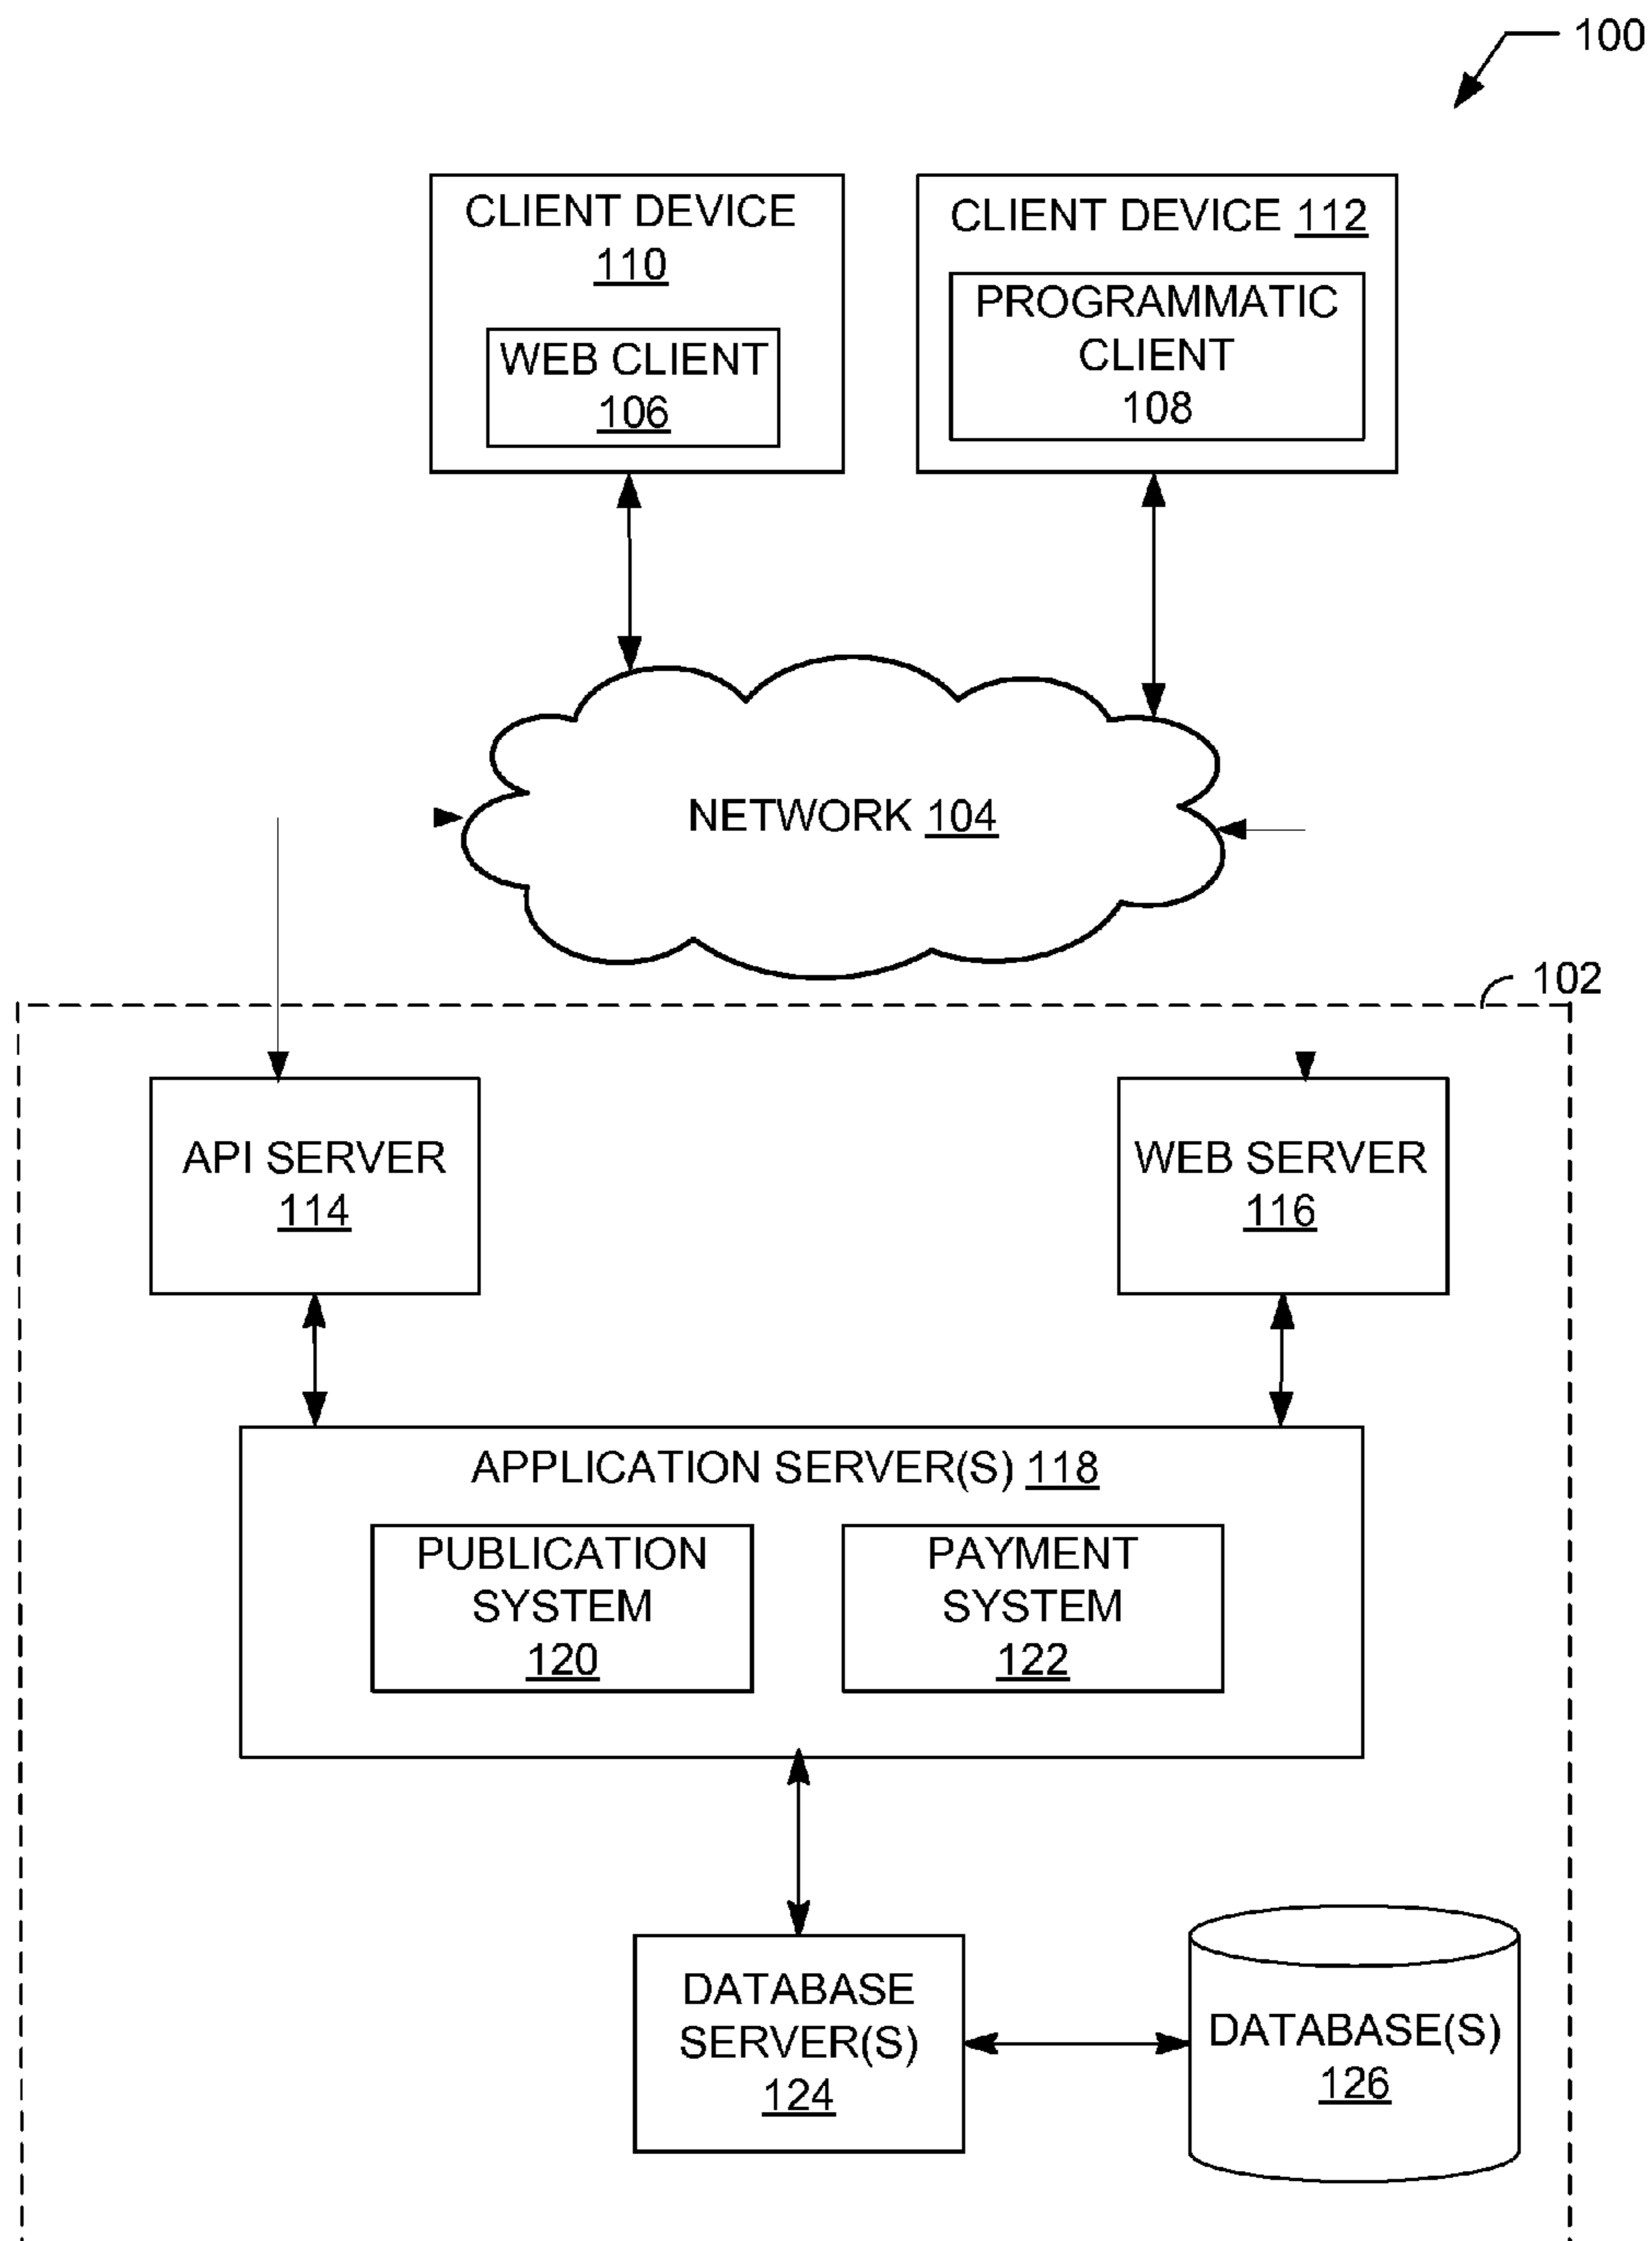 100
CLIENT DEVICE
110
WEB CLIENT
106
CLIENT DEVICE 112
PROGRAMMATIC
CLIENT
108
NETWORK 104
102
API SERVER
114
WEB SERVER
116
APPLICATION SERVER(S) 118
PUBLICATION
SYSTEM
120
PAYMENT
SYSTEM
122
DATABASE
SERVER(S)
124
DATABASE(S)
126